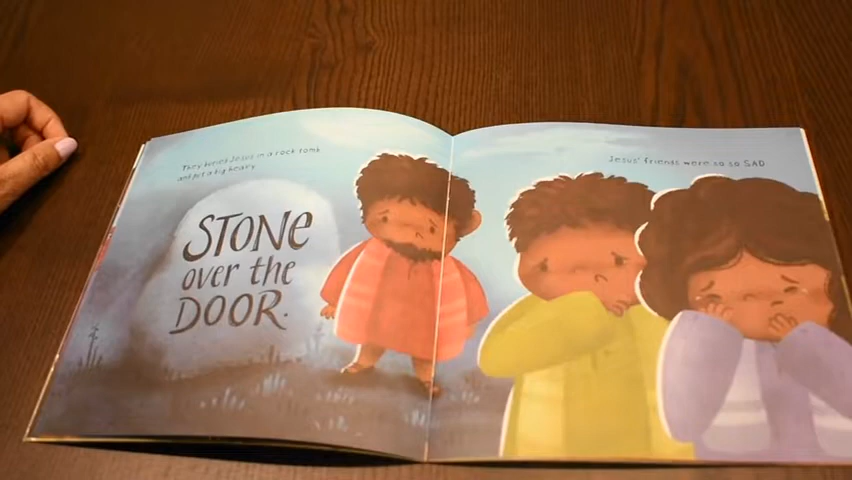 They buried Jesus in a rock tomb
and put a big heavy
STONE
over the
DOOR.
Jesus' friends were so so SAD